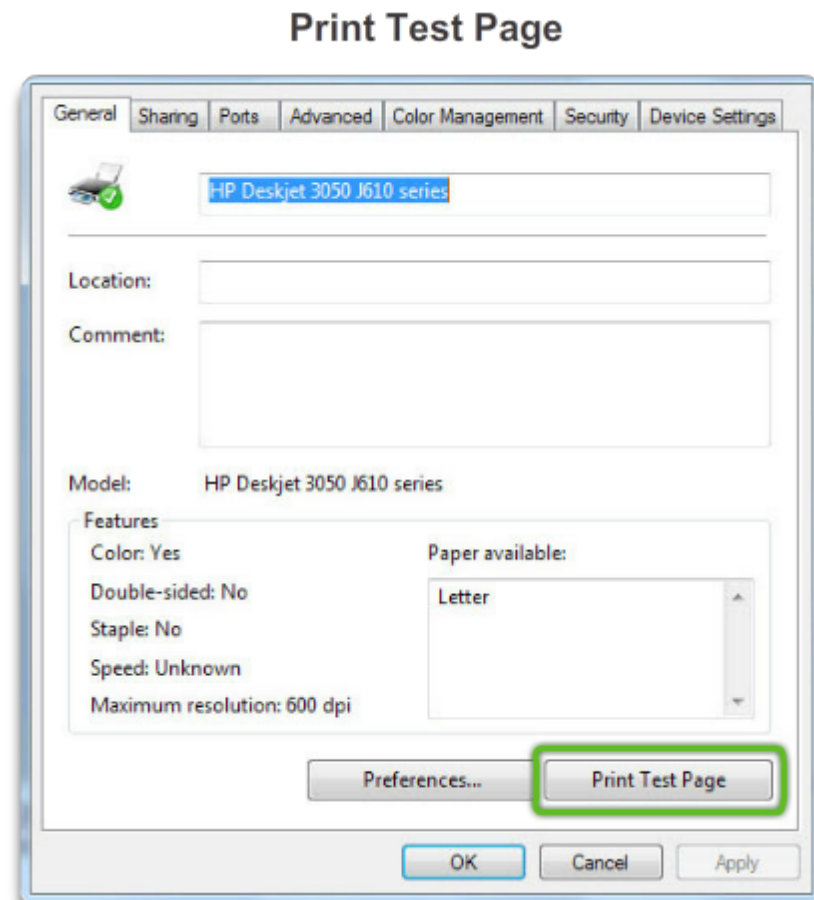 Print Test Page
General Sharing Ports Advanced Color Management Security Device Settings
HP Deskjet 3050 J610 series
Location:
Comment:
Model: HP Deskjet 3050 J610 series
Features
Color: Yes
Paper available:
Double-sided: No
Letter
Staple: No
Speed: Unknown
Maximum resolution: 600 dpi
Preferences... Print Test Page
OK Cancel Apply